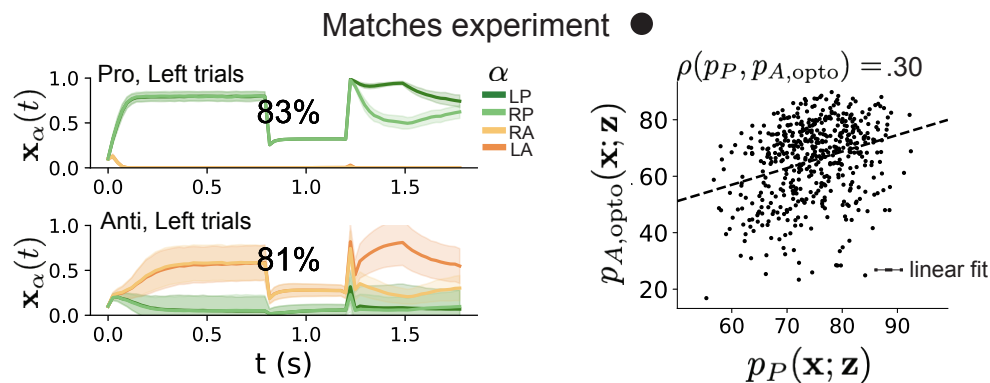 Matches experiment
Pro, Left trials
x_α(t)
1.0
0.5
0.0
83%
0.0 0.5 1.0 1.5
α
LP
RP
RA
LA
Anti, Left trials
x_α(t)
1.0
0.5
0.0
81%
0.0 0.5 1.0 1.5
t (s)
ρ(p_P, p_{A,opto}) = .30
p_{A,opto}(x; z)
80
60
40
20
linear fit
60 70 80 90
p_P(x; z)